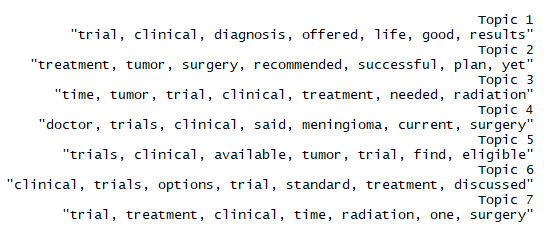 Topic 1
"trial, clinical, diagnosis, offered, life, good, results"
Topic 2
"treatment, tumor, surgery, recommended, successful, plan, yet"
Topic 3
"time, tumor, trial, clinical, treatment, needed, radiation"
Topic 4
"doctor, trials, clinical, said, meningioma, current, surgery"
Topic 5
"trials, clinical, available, tumor, trial, find, eligible"
Topic 6
"clinical, trials, options, trial, standard, treatment, discussed"
Topic 7
"trial, treatment, clinical, time, radiation, one, surgery"